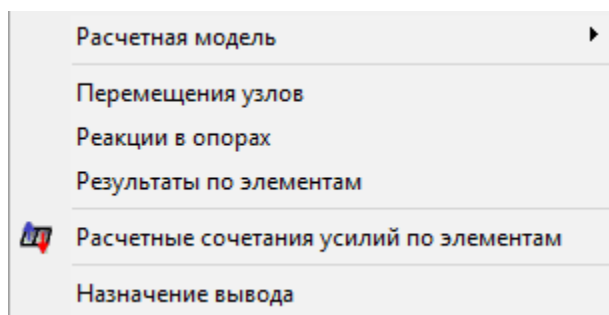 Расчетная модель
Перемещения узлов
Реакции в опорах
Результаты по элементам
Расчетные сочетания усилий по элементам
Назначение вывода